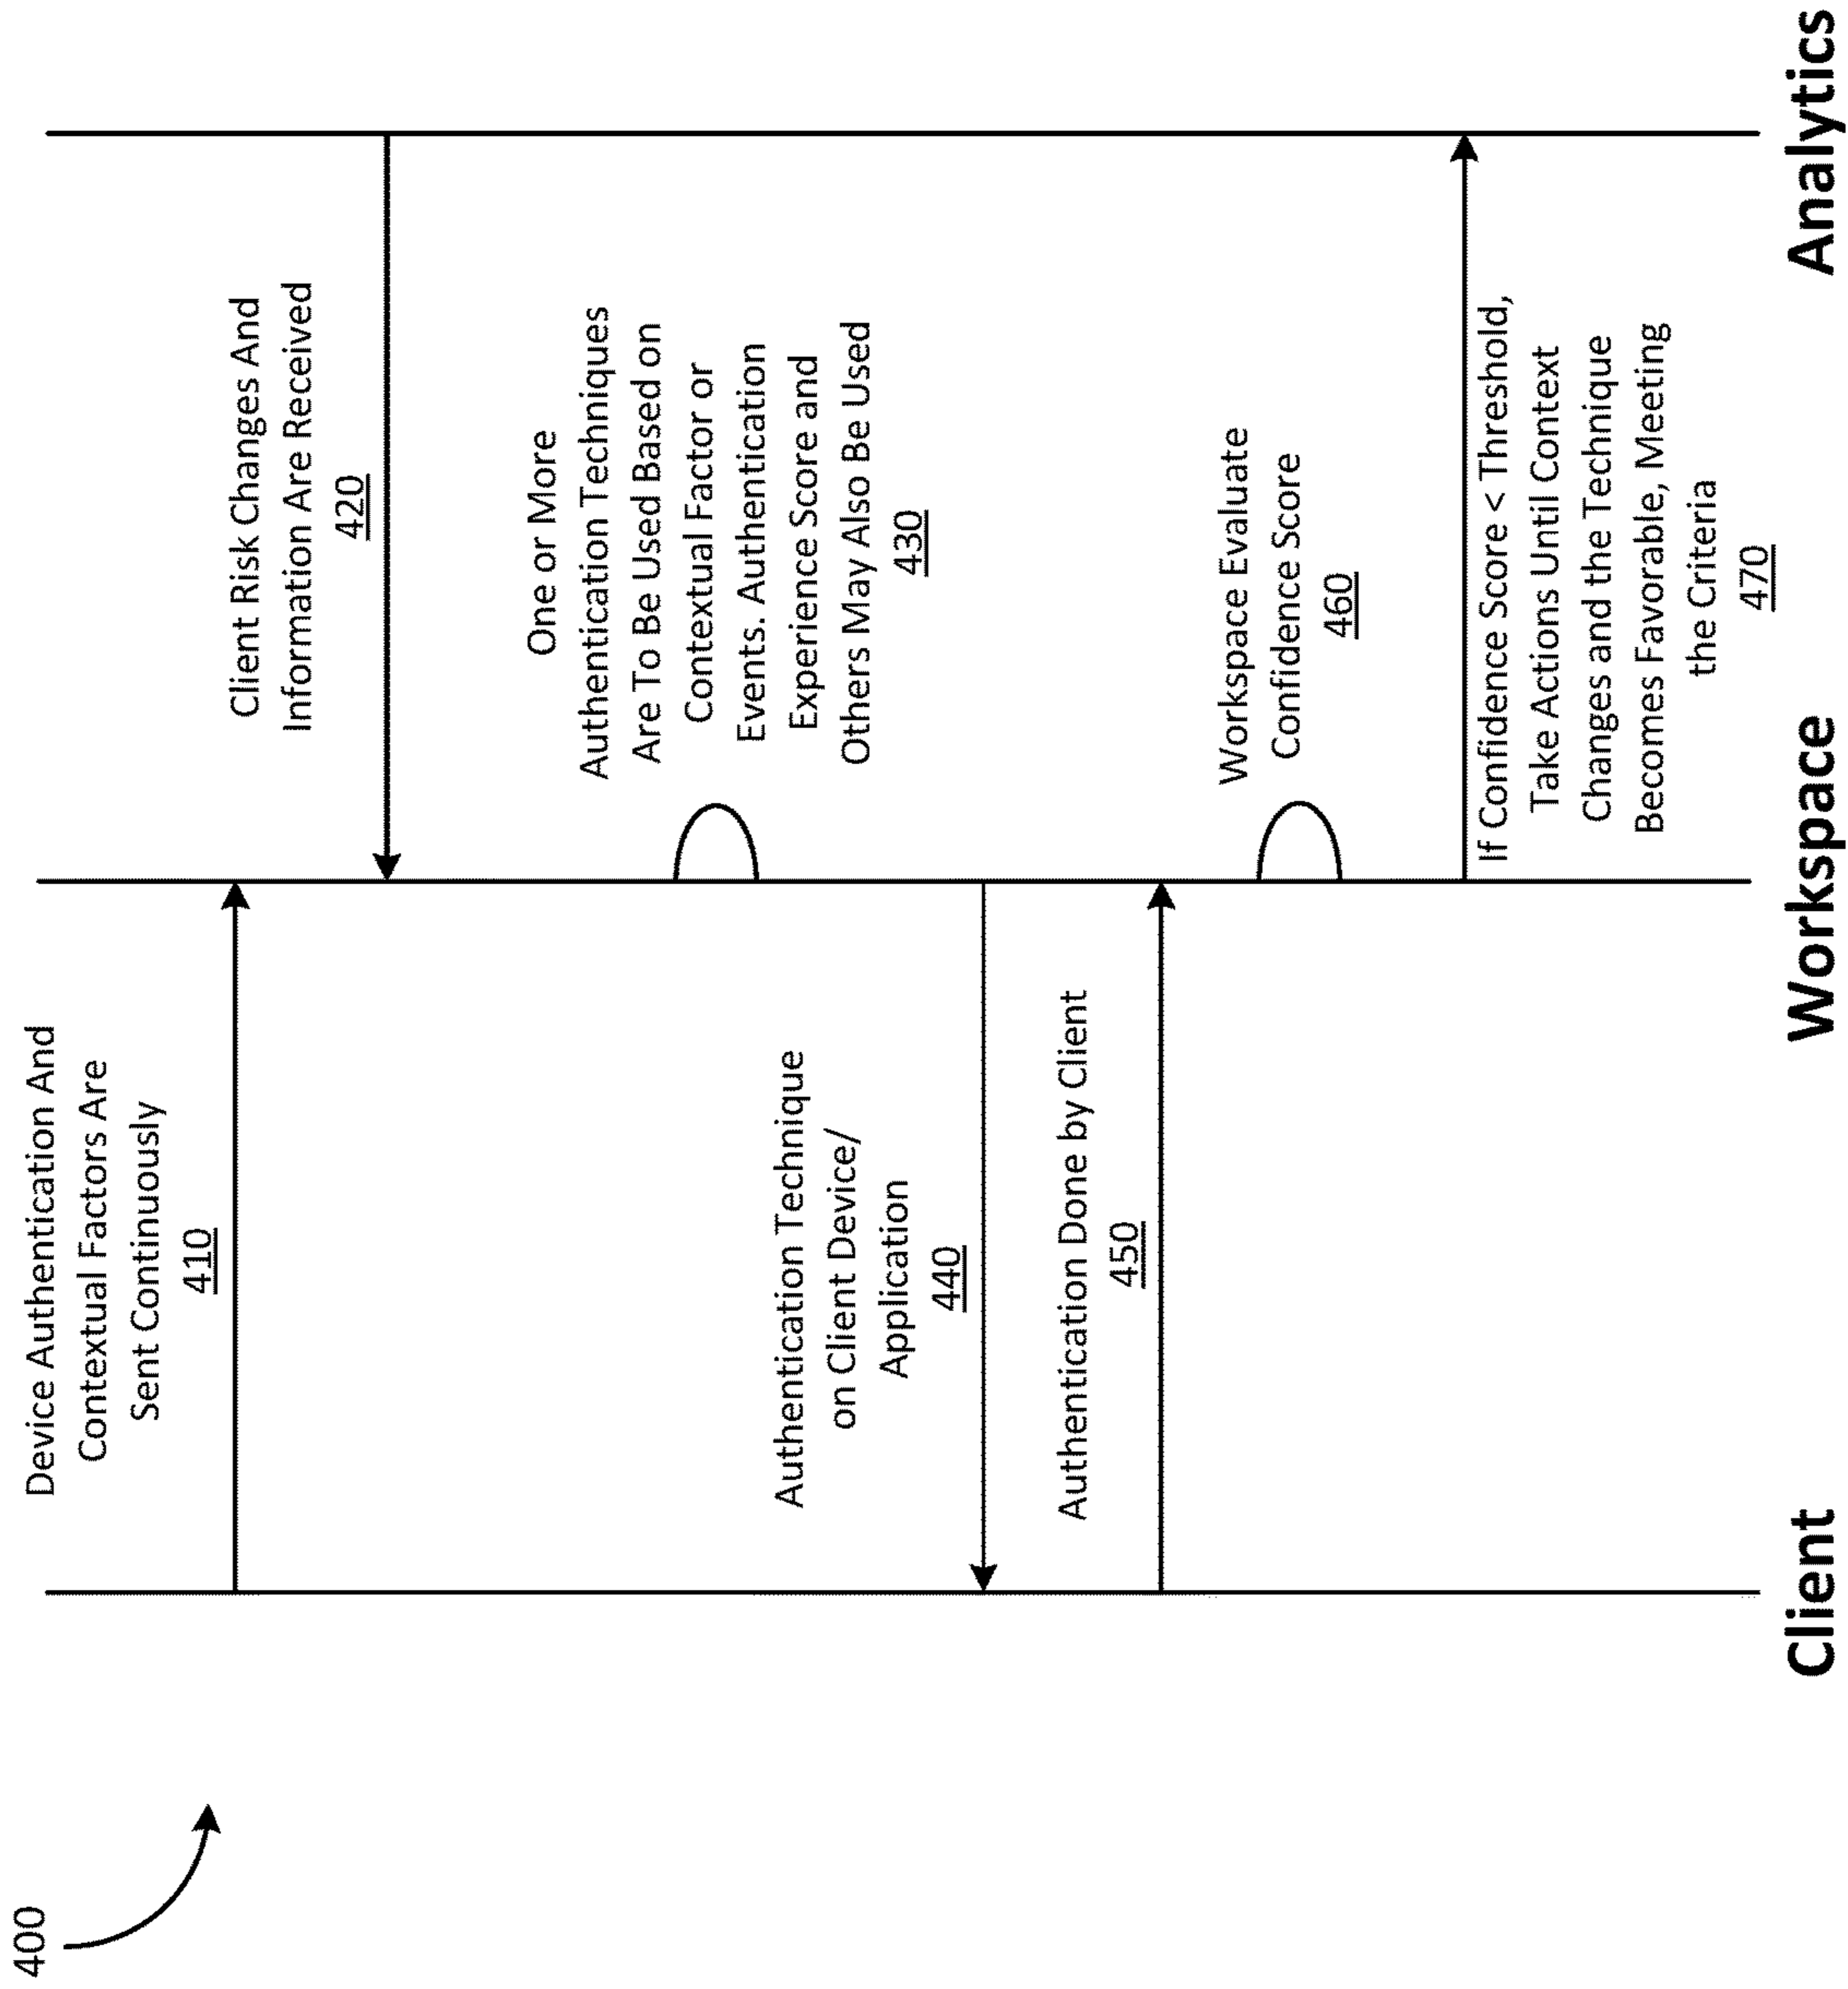 400
Device Authentication And
Contextual Factors Are
Sent Continuously
410
Client Risk Changes And
Information Are Received
420
One or More
Authentication Techniques
Are To Be Used Based on
Contextual Factor or
Events. Authentication
Experience Score and
Others May Also Be Used
430
Authentication Technique
on Client Device/
Application
440
Authentication Done by Client
450
Workspace Evaluate
Confidence Score
460
If Confidence Score < Threshold,
Take Actions Until Context
Changes and the Technique
Becomes Favorable, Meeting
the Criteria
470
Client
Workspace
Analytics